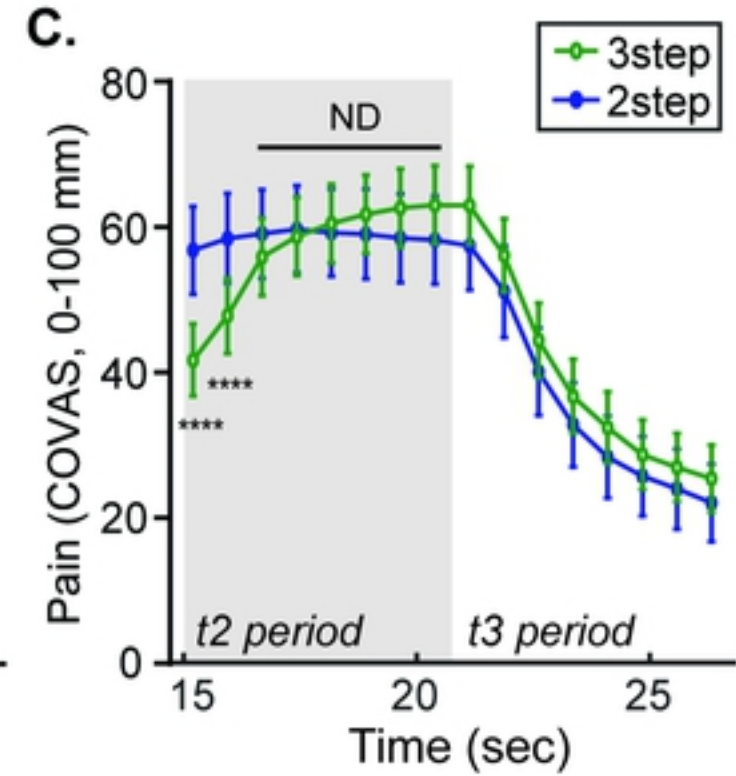 C.
3step
2step
80
60
40
20
0
Pain (COVAS, 0-100 mm)
ND
****
****
t2 period
t3 period
15
20
25
Time (sec)